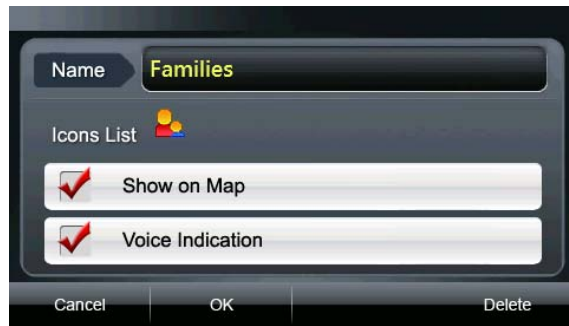 Name Families
Icons List
Show on Map
Voice Indication
Cancel OK Delete